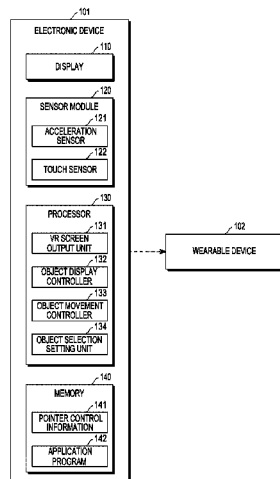 101
ELECTRONIC DEVICE
110
DISPLAY
120
SENSOR MODULE
121
ACCELERATION
SENSOR
122
TOUCH SENSOR
130
PROCESSOR
131
VR SCREEN
OUTPUT UNIT
132
OBJECT DISPLAY
CONTROLLER
133
OBJECT MOVEMENT
CONTROLLER
134
OBJECT SELECTION
SETTING UNIT
140
MEMORY
141
POINTER CONTROL
INFORMATION
142
APPLICATION
PROGRAM
102
WEARABLE DEVICE